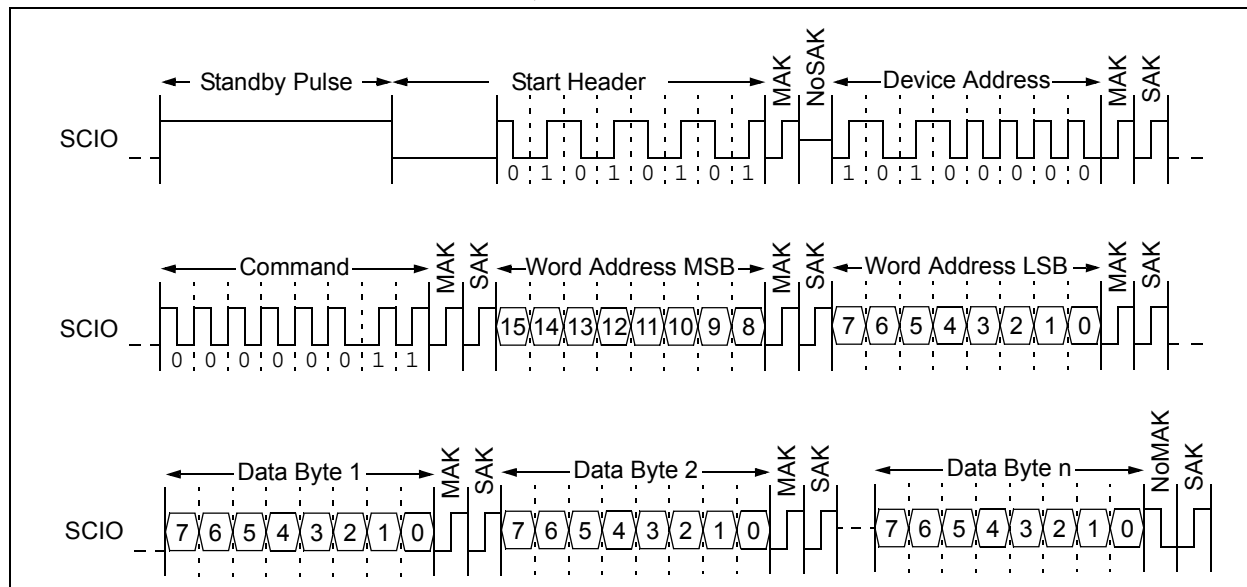 Standby Pulse Start Header MAK NoSAK Device Address MAK SAK
SCIO
0 1 0 1 0 1 0 1 1 0 1 0 0 0 0 0
Command MAK SAK Word Address MSB MAK SAK Word Address LSB MAK SAK
SCIO 15 14 13 12 11 10 9 8 7 6 5 4 3 2 1 0
0 0 0 0 0 0 1 1
Data Byte 1 MAK SAK Data Byte 2 MAK SAK Data Byte n NoMAK SAK
SCIO 7 6 5 4 3 2 1 0 7 6 5 4 3 2 1 0 7 6 5 4 3 2 1 0